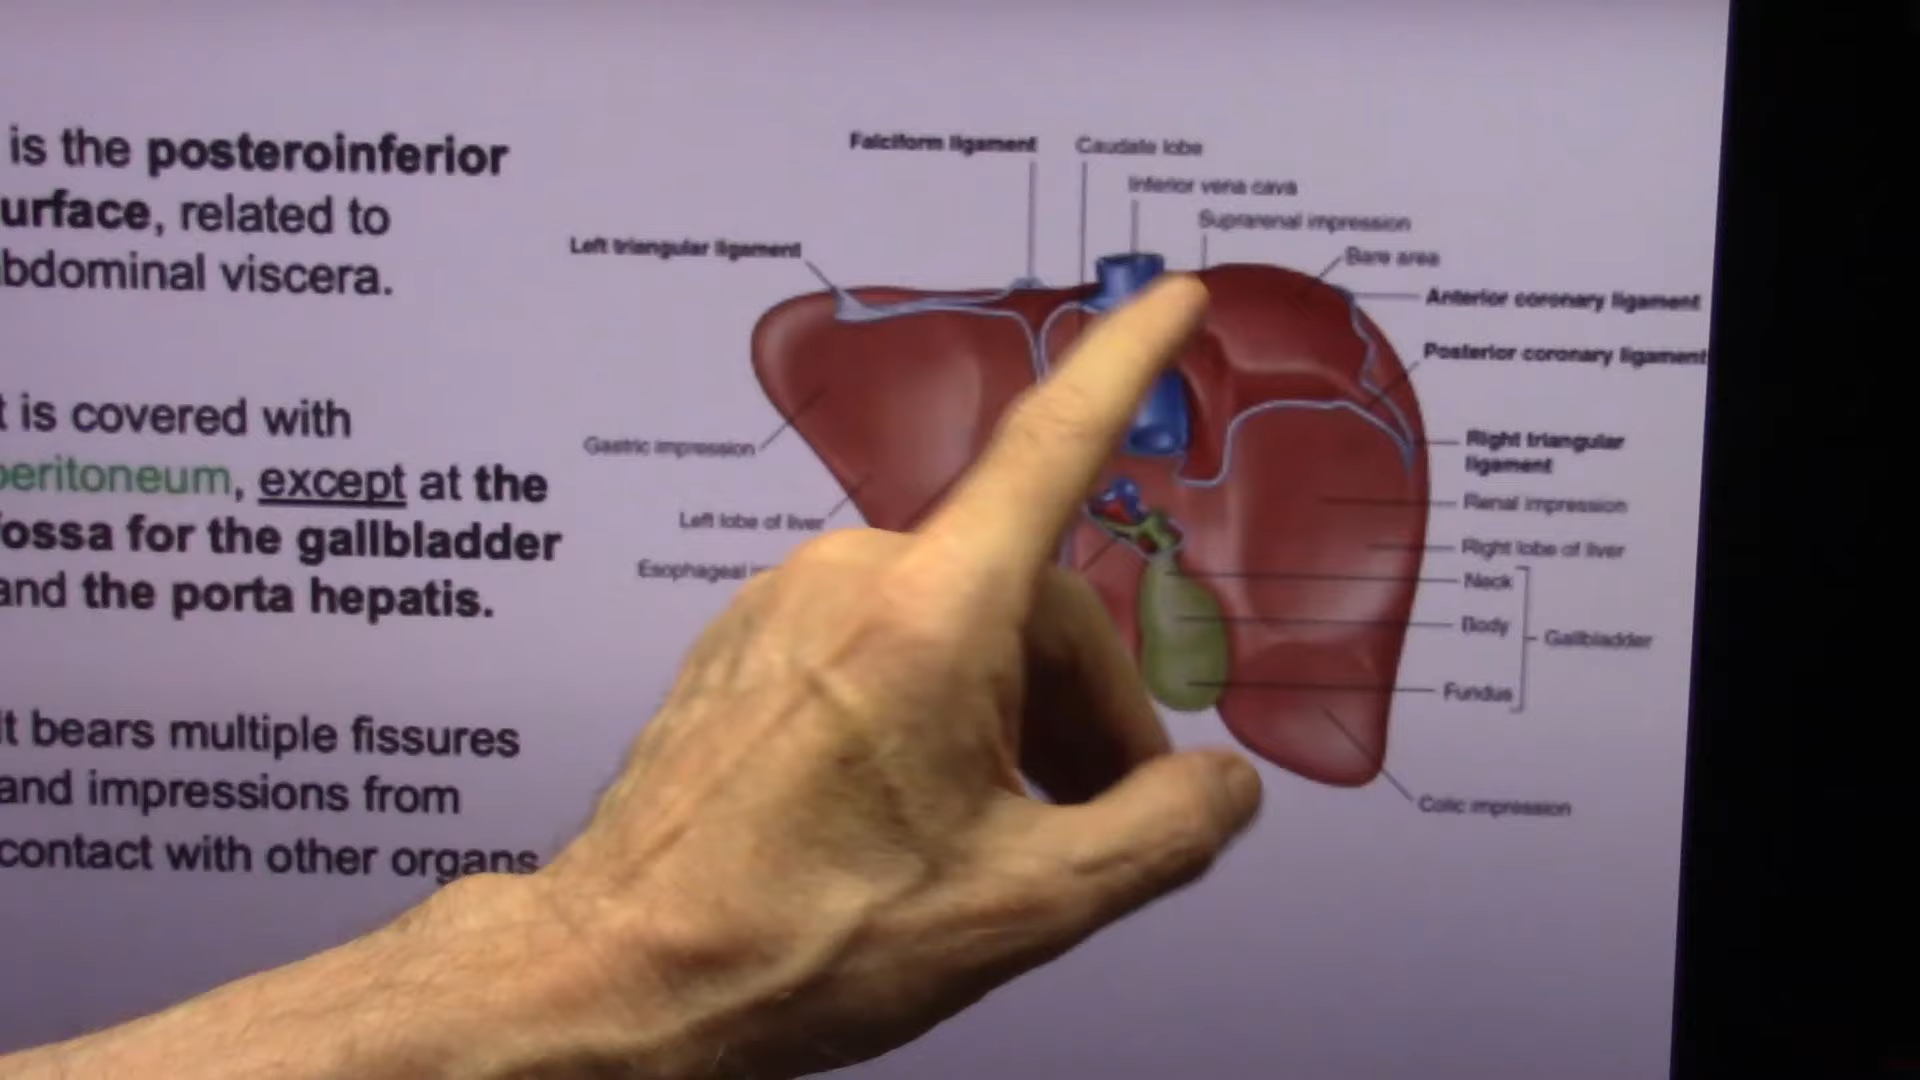 is the posteroinferior
urface, related to
bdominal viscera.
t is covered with
peritoneum, except at the
fossa for the gallbladder
and the porta hepatis.
It bears multiple fissures
and impressions from
contact with other organs
Falciform ligament
Caudate lobe
Inferior vena cava
Suprarenal impression
Bare area
Left triangular ligament
Anterior coronary ligament
Posterior coronary ligament
Gastric impression
Right triangular
ligament
Renal impression
Left lobe of liver
Right lobe of liver
Esophageal
Neck
Body
Gallbladder
Fundus
Colic impression